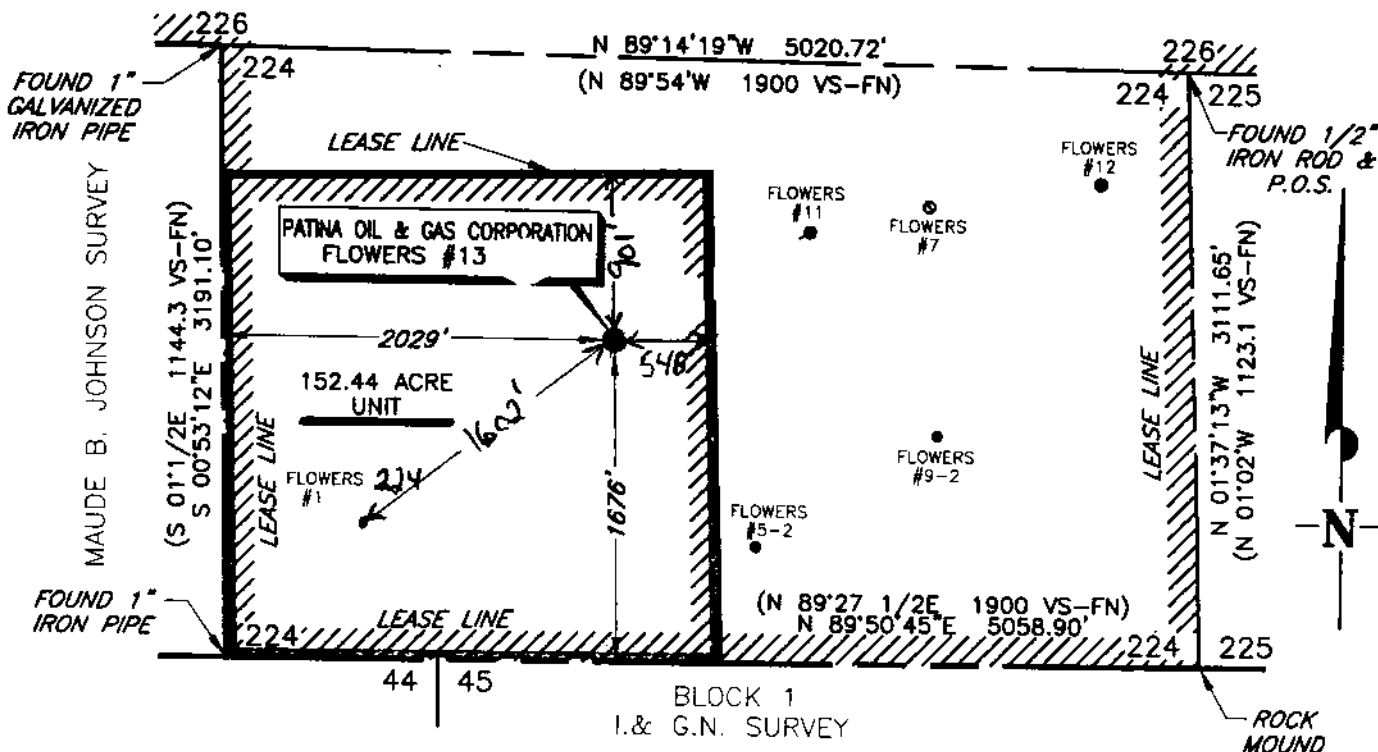 226
N 89°14'19"W 5020.72'
(N 89°54'W 1900 VS-FN)
226
224
224
225
FOUND 1"
GALVANIZED
IRON PIPE
FOUND 1/2"
IRON ROD &
P.O.S.
LEASE LINE
FLOWERS
#12
FLOWERS
#11
FLOWERS
#7
PATINA OIL & GAS CORPORATION
FLOWERS #13
901'
MAUDE B. JOHNSON SURVEY
(S 01°1/2E 1144.3 VS-FN)
S 00°53'12"E 3191.10'
2029'
548
152.44 ACRE
UNIT
1602'
LEASE LINE
FLOWERS
#1
224
1676'
FLOWERS
#9-2
FLOWERS
#5-2
LEASE LINE
N 01°37'13"W 3111.65'
(N 01°02'W 1123.1 VS-FN)
N
FOUND 1"
IRON PIPE
224
LEASE LINE
(N 89°27 1/2E 1900 VS-FN)
N 89°50'45"E 5058.90'
224
225
44
45
BLOCK 1
I.& G.N. SURVEY
ROCK
MOUND